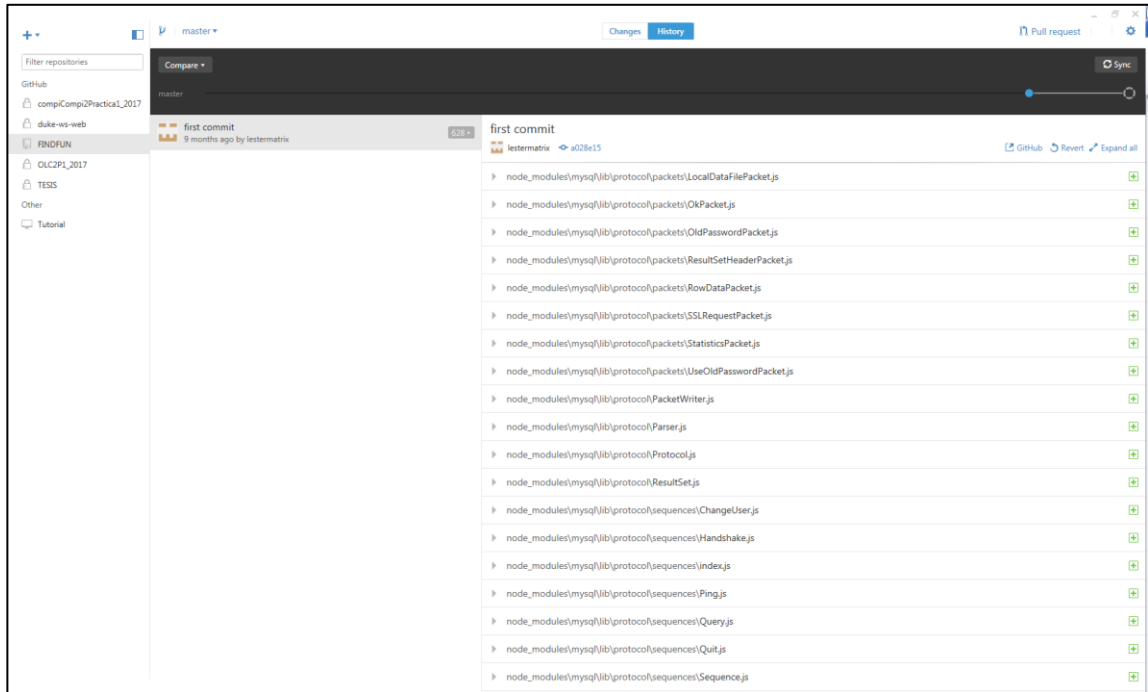 master
Changes
History
Pull request
Filter repositories
GitHub
compiCompi2Practica1_2017
duke-ws-web
FINDFUN
OLC2P1_2017
TESIS
Other
Tutorial
Compare
Sync
master
first commit
9 months ago by lestermatrix
628
first commit
lestermatrix a028e15
GitHub Revert Expand all
node_modules\mysql\lib\protocol\packets\LocalDataFilePacket.js
node_modules\mysql\lib\protocol\packets\OkPacket.js
node_modules\mysql\lib\protocol\packets\OldPasswordPacket.js
node_modules\mysql\lib\protocol\packets\ResultSetHeaderPacket.js
node_modules\mysql\lib\protocol\packets\RowDataPacket.js
node_modules\mysql\lib\protocol\packets\SSLRequestPacket.js
node_modules\mysql\lib\protocol\packets\StatisticsPacket.js
node_modules\mysql\lib\protocol\packets\UseOldPasswordPacket.js
node_modules\mysql\lib\protocol\PacketWriter.js
node_modules\mysql\lib\protocol\Parser.js
node_modules\mysql\lib\protocol\Protocol.js
node_modules\mysql\lib\protocol\ResultSet.js
node_modules\mysql\lib\protocol\sequences\ChangeUser.js
node_modules\mysql\lib\protocol\sequences\Handshake.js
node_modules\mysql\lib\protocol\sequences\index.js
node_modules\mysql\lib\protocol\sequences\Ping.js
node_modules\mysql\lib\protocol\sequences\Query.js
node_modules\mysql\lib\protocol\sequences\Quit.js
node_modules\mysql\lib\protocol\sequences\Sequence.js